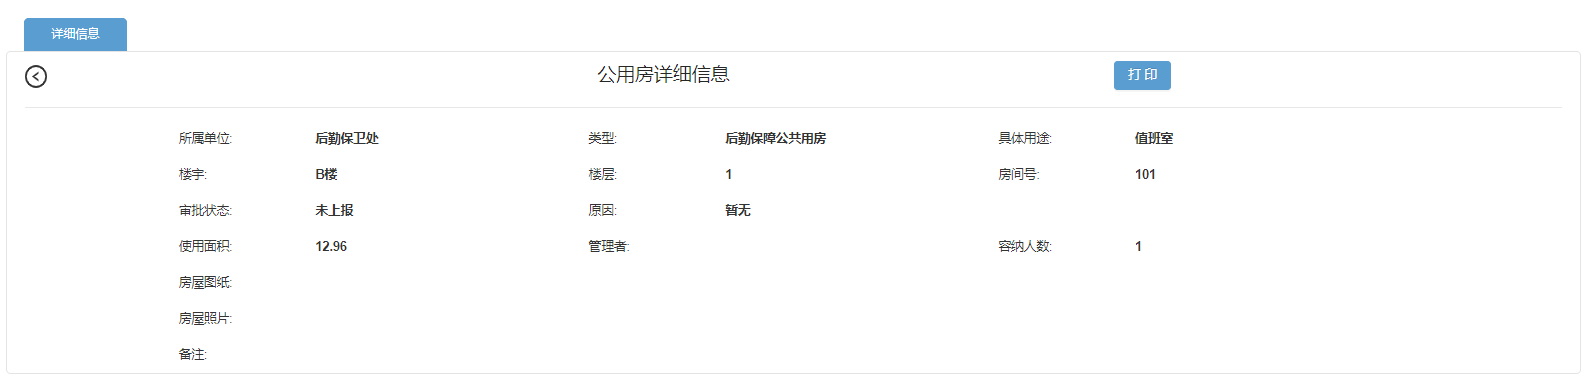 详细信息
公用房详细信息 打 印
所属单位: 后勤保卫处 类型: 后勤保障公共用房 具体用途: 值班室
楼宇: B楼 楼层: 1 房间号: 101
审批状态: 未上报 原因: 暂无
使用面积: 12.96 管理者: 容纳人数: 1
房屋图纸:
房屋照片:
备注: